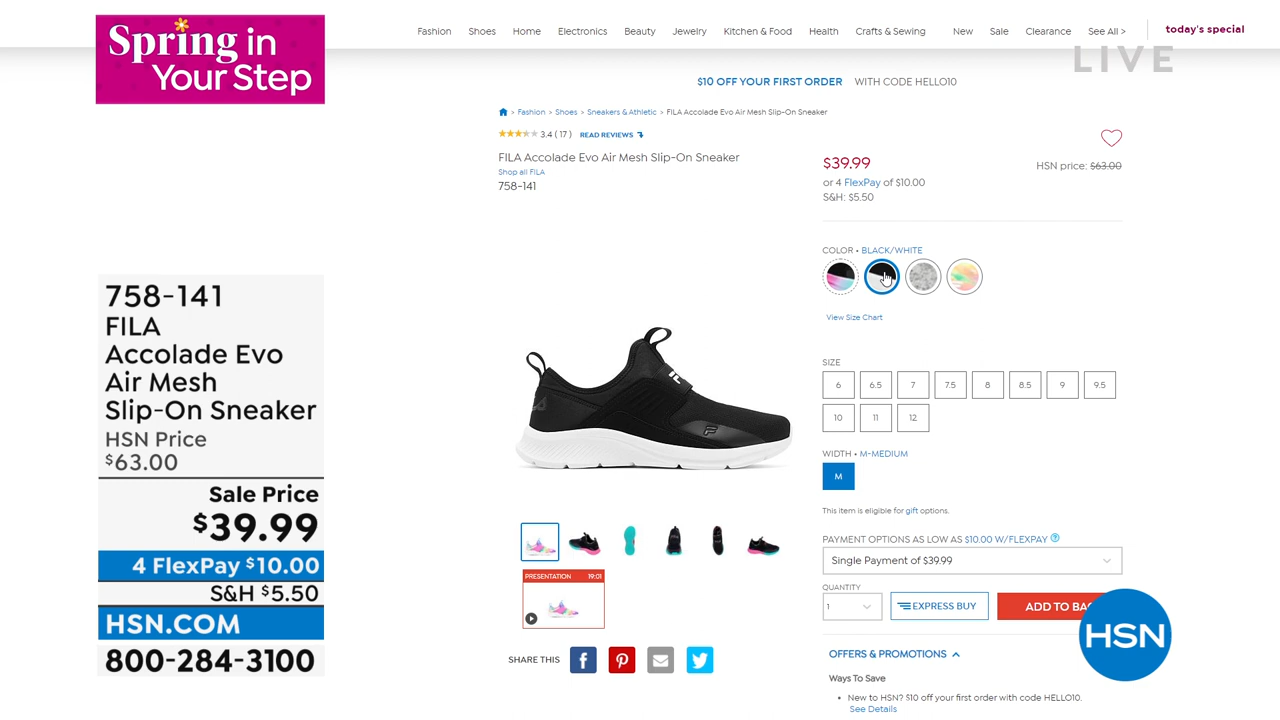 Spring in
Your Step
Fashion Shoes Home Electronics Beauty Jewelry Kitchen & Food Health Crafts & Sewing New Sale Clearance See All > today's special
LIVE
$10 OFF YOUR FIRST ORDER WITH CODE HELLO10
> Fashion > Shoes > Sneakers & Athletic > FILA Accolade Evo Air Mesh Slip-On Sneaker
3.4 ( 17 ) READ REVIEWS
FILA Accolade Evo Air Mesh Slip-On Sneaker
Shop all FILA
758-141
$39.99
HSN price: $63.00
or 4 FlexPay of $10.00
S&H: $5.50
COLOR • BLACK/WHITE
View Size Chart
SIZE
6 6.5 7 7.5 8 8.5 9 9.5
10 11 12
WIDTH • M-MEDIUM
M
This item is eligible for gift options.
PAYMENT OPTIONS AS LOW AS $10.00 W/FLEXPAY ?
Single Payment of $39.99
QUANTITY
1
EXPRESS BUY
ADD TO BA
PRESENTATION 19:01
SHARE THIS
OFFERS & PROMOTIONS
Ways To Save
• New to HSN? $10 off your first order with code HELLO10.
See Details
HSN
758-141
FILA
Accolade Evo
Air Mesh
Slip-On Sneaker
HSN Price
$63.00
Sale Price
$39.99
4 FlexPay $10.00
S&H $5.50
HSN.COM
800-284-3100